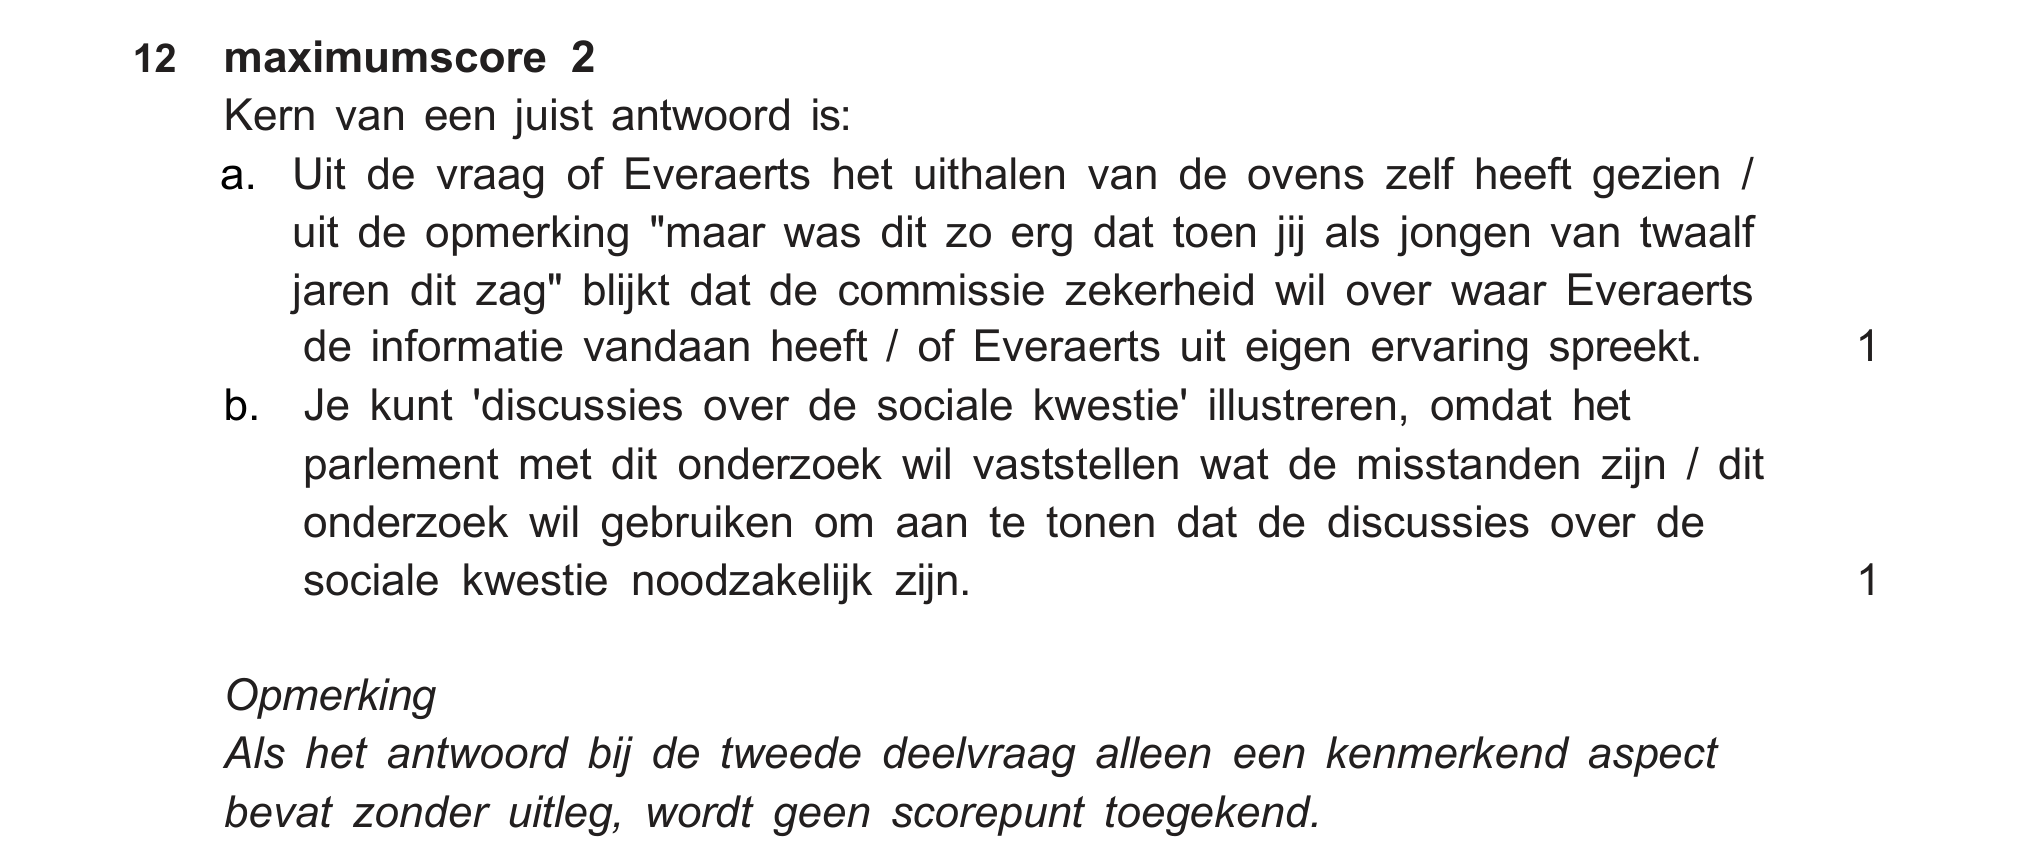 12 maximumscore 2
Kern van een juist antwoord is:
a. Uit de vraag of Everaerts het uithalen van de ovens zelf heeft gezien /
uit de opmerking "maar was dit zo erg dat toen jij als jongen van twaalf
jaren dit zag" blijkt dat de commissie zekerheid wil over waar Everaerts
de informatie vandaan heeft / of Everaerts uit eigen ervaring spreekt. 1
b. Je kunt 'discussies over de sociale kwestie' illustreren, omdat het
parlement met dit onderzoek wil vaststellen wat de misstanden zijn / dit
onderzoek wil gebruiken om aan te tonen dat de discussies over de
sociale kwestie noodzakelijk zijn. 1
Opmerking
Als het antwoord bij de tweede deelvraag alleen een kenmerkend aspect
bevat zonder uitleg, wordt geen scorepunt toegekend.